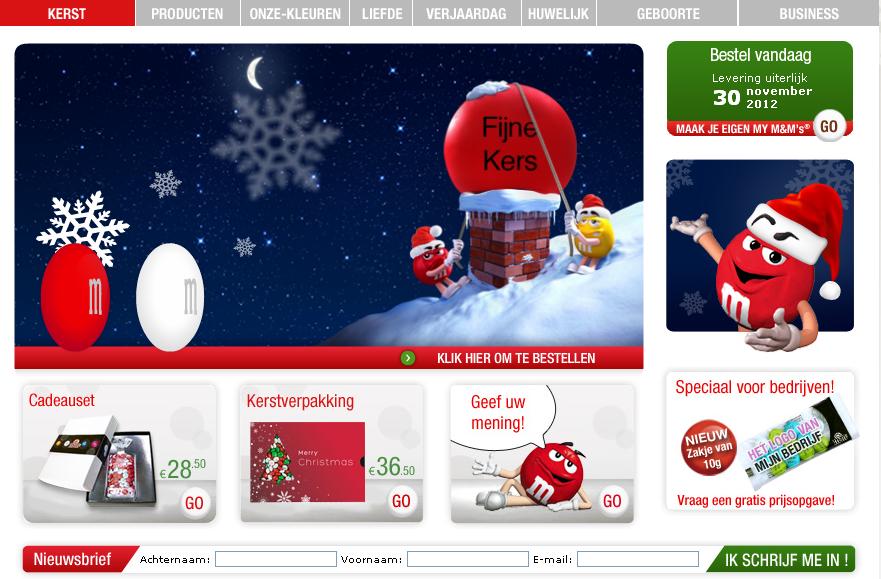 KERST PRODUCTEN ONZE-KLEUREN LIEFDE VERJAARDAG HUWELIJK GEBOORTE BUSINESS
Fijne
Kers
m m
KLIK HIER OM TE BESTELLEN
Bestel vandaag
Levering uiterlijk
30 november
2012
MAAK JE EIGEN MY M&M's® GO
m
Cadeauset
€28.50
GO
Kerstverpakking
Merry
Christmas
€36.50
GO
Geef uw
mening!
m
GO
Speciaal voor bedrijven!
NIEUW
Zakje van
10g
HET LOGO VAN
MIJN BEDRIJF
Vraag een gratis prijsopgave!
Nieuwsbrief Achternaam: Voornaam: E-mail: IK SCHRIJF ME IN !